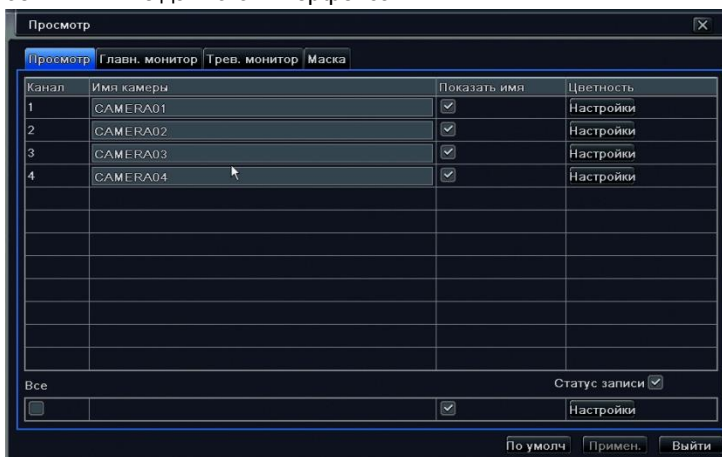 Просмотр
Просмотр Главн. монитор Трев. монитор Маска
Канал Имя камеры Показать имя Цветность
1 CAMERA01 Настройки
2 CAMERA02 Настройки
3 CAMERA03 Настройки
4 CAMERA04 Настройки
Все Статус записи
Настройки
По умолч Примен. Выйти